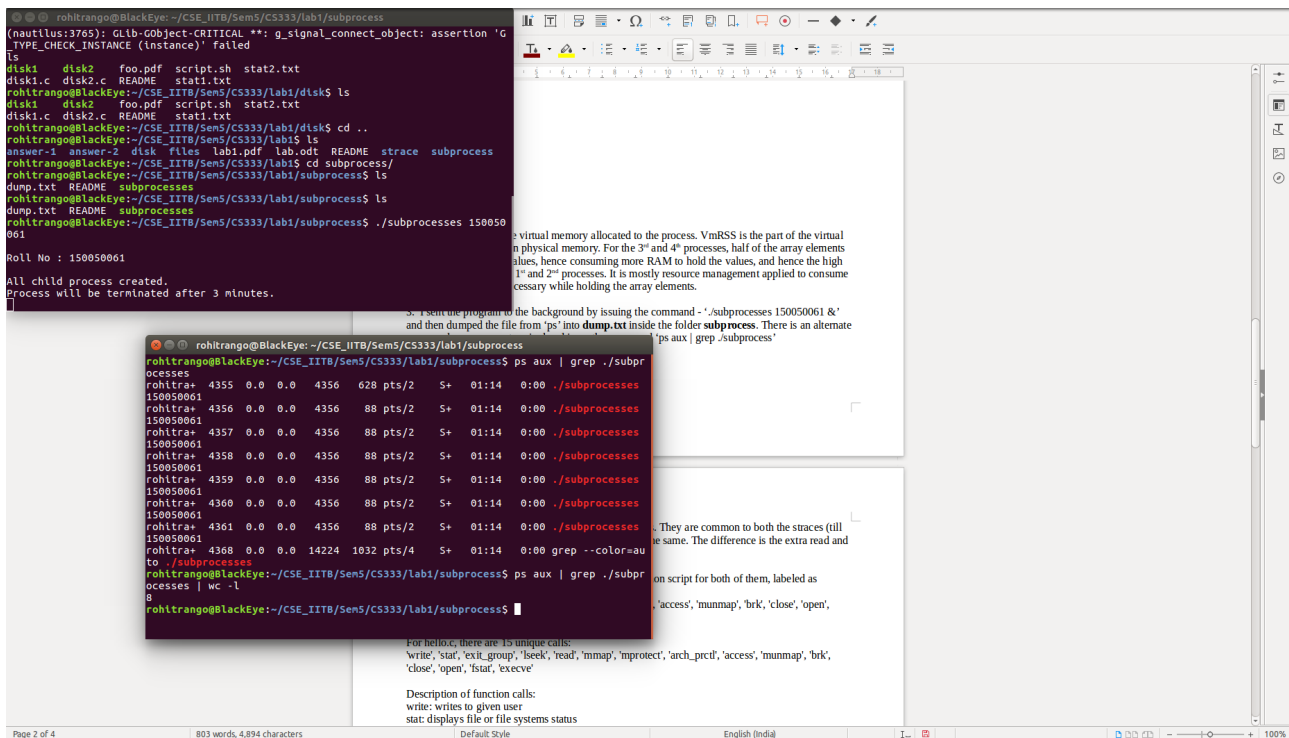 rohitrango@BlackEye: ~/CSE_IITB/Sem5/CS333/lab1/subprocess
(nautilus:3765): GLib-GObject-CRITICAL **: g_signal_connect_object: assertion 'G
_TYPE_CHECK_INSTANCE (instance)' failed
ls
disk1 disk2 foo.pdf script.sh stat2.txt
disk1.c disk2.c README stat1.txt
rohitrango@BlackEye:~/CSE_IITB/Sem5/CS333/lab1/disk$ ls
disk1 disk2 foo.pdf script.sh stat2.txt
disk1.c disk2.c README stat1.txt
rohitrango@BlackEye:~/CSE_IITB/Sem5/CS333/lab1/disk$ cd ..
rohitrango@BlackEye:~/CSE_IITB/Sem5/CS333/lab1$ ls
answer-1 answer-2 disk files lab1.pdf lab.odt README strace subprocess
rohitrango@BlackEye:~/CSE_IITB/Sem5/CS333/lab1$ cd subprocess/
rohitrango@BlackEye:~/CSE_IITB/Sem5/CS333/lab1/subprocess$ ls
dump.txt README subprocesses
rohitrango@BlackEye:~/CSE_IITB/Sem5/CS333/lab1/subprocess$ ls
dump.txt README subprocesses
rohitrango@BlackEye:~/CSE_IITB/Sem5/CS333/lab1/subprocess$ ./subprocesses 150050
061
Roll No : 150050061
All child process created.
Process will be terminated after 3 minutes.
5 6 7 8 9 10 11 12 13 14 15 16 17 18
e virtual memory allocated to the process. VmRSS is the part of the virtual
n physical memory. For the 3rd and 4th processes, half of the array elements
alues, hence consuming more RAM to hold the values, and hence the high
1st and 2nd processes. It is mostly resource management applied to consume
cessary while holding the array elements.
3. I sent the program to the background by issuing the command - ‘./subprocesses 150050061 &’
and then dumped the file from ‘ps’ into dump.txt inside the folder subprocess. There is an alternate
‘ps aux | grep ./subprocess’
rohitrango@BlackEye: ~/CSE_IITB/Sem5/CS333/lab1/subprocess
rohitrango@BlackEye:~/CSE_IITB/Sem5/CS333/lab1/subprocess$ ps aux | grep ./subpr
ocesses
rohitra+ 4355 0.0 0.0 4356 628 pts/2 S+ 01:14 0:00 ./subprocesses
150050061
rohitra+ 4356 0.0 0.0 4356 88 pts/2 S+ 01:14 0:00 ./subprocesses
150050061
rohitra+ 4357 0.0 0.0 4356 88 pts/2 S+ 01:14 0:00 ./subprocesses
150050061
rohitra+ 4358 0.0 0.0 4356 88 pts/2 S+ 01:14 0:00 ./subprocesses
150050061
rohitra+ 4359 0.0 0.0 4356 88 pts/2 S+ 01:14 0:00 ./subprocesses
150050061
rohitra+ 4360 0.0 0.0 4356 88 pts/2 S+ 01:14 0:00 ./subprocesses
150050061
rohitra+ 4361 0.0 0.0 4356 88 pts/2 S+ 01:14 0:00 ./subprocesses
150050061
rohitra+ 4368 0.0 0.0 14224 1032 pts/4 S+ 01:14 0:00 grep --color=au
to ./subprocesses
rohitrango@BlackEye:~/CSE_IITB/Sem5/CS333/lab1/subprocess$ ps aux | grep ./subpr
ocesses | wc -l
8
rohitrango@BlackEye:~/CSE_IITB/Sem5/CS333/lab1/subprocess$
. They are common to both the straces (till
he same. The difference is the extra read and
on script for both of them, labeled as
, 'access', 'munmap', 'brk', 'close', 'open',
For hello.c, there are 15 unique calls:
'write', 'stat', 'exit_group', 'lseek', 'read', 'mmap', 'mprotect', 'arch_prctl', 'access', 'munmap', 'brk',
'close', 'open', 'fstat', 'execve'
Description of function calls:
write: writes to given user
stat: displays file or file systems status
Page 2 of 4 803 words, 4,894 characters Default Style English (India) 100%